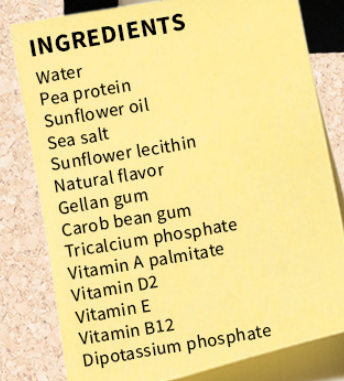 INGREDIENTS
Water
Pea protein
Sunflower oil
Sea salt
Sunflower lecithin
Natural flavor
Gellan gum
Carob bean gum
Tricalcium phosphate
Vitamin A palmitate
Vitamin D2
Vitamin E
Vitamin B12
Dipotassium phosphate